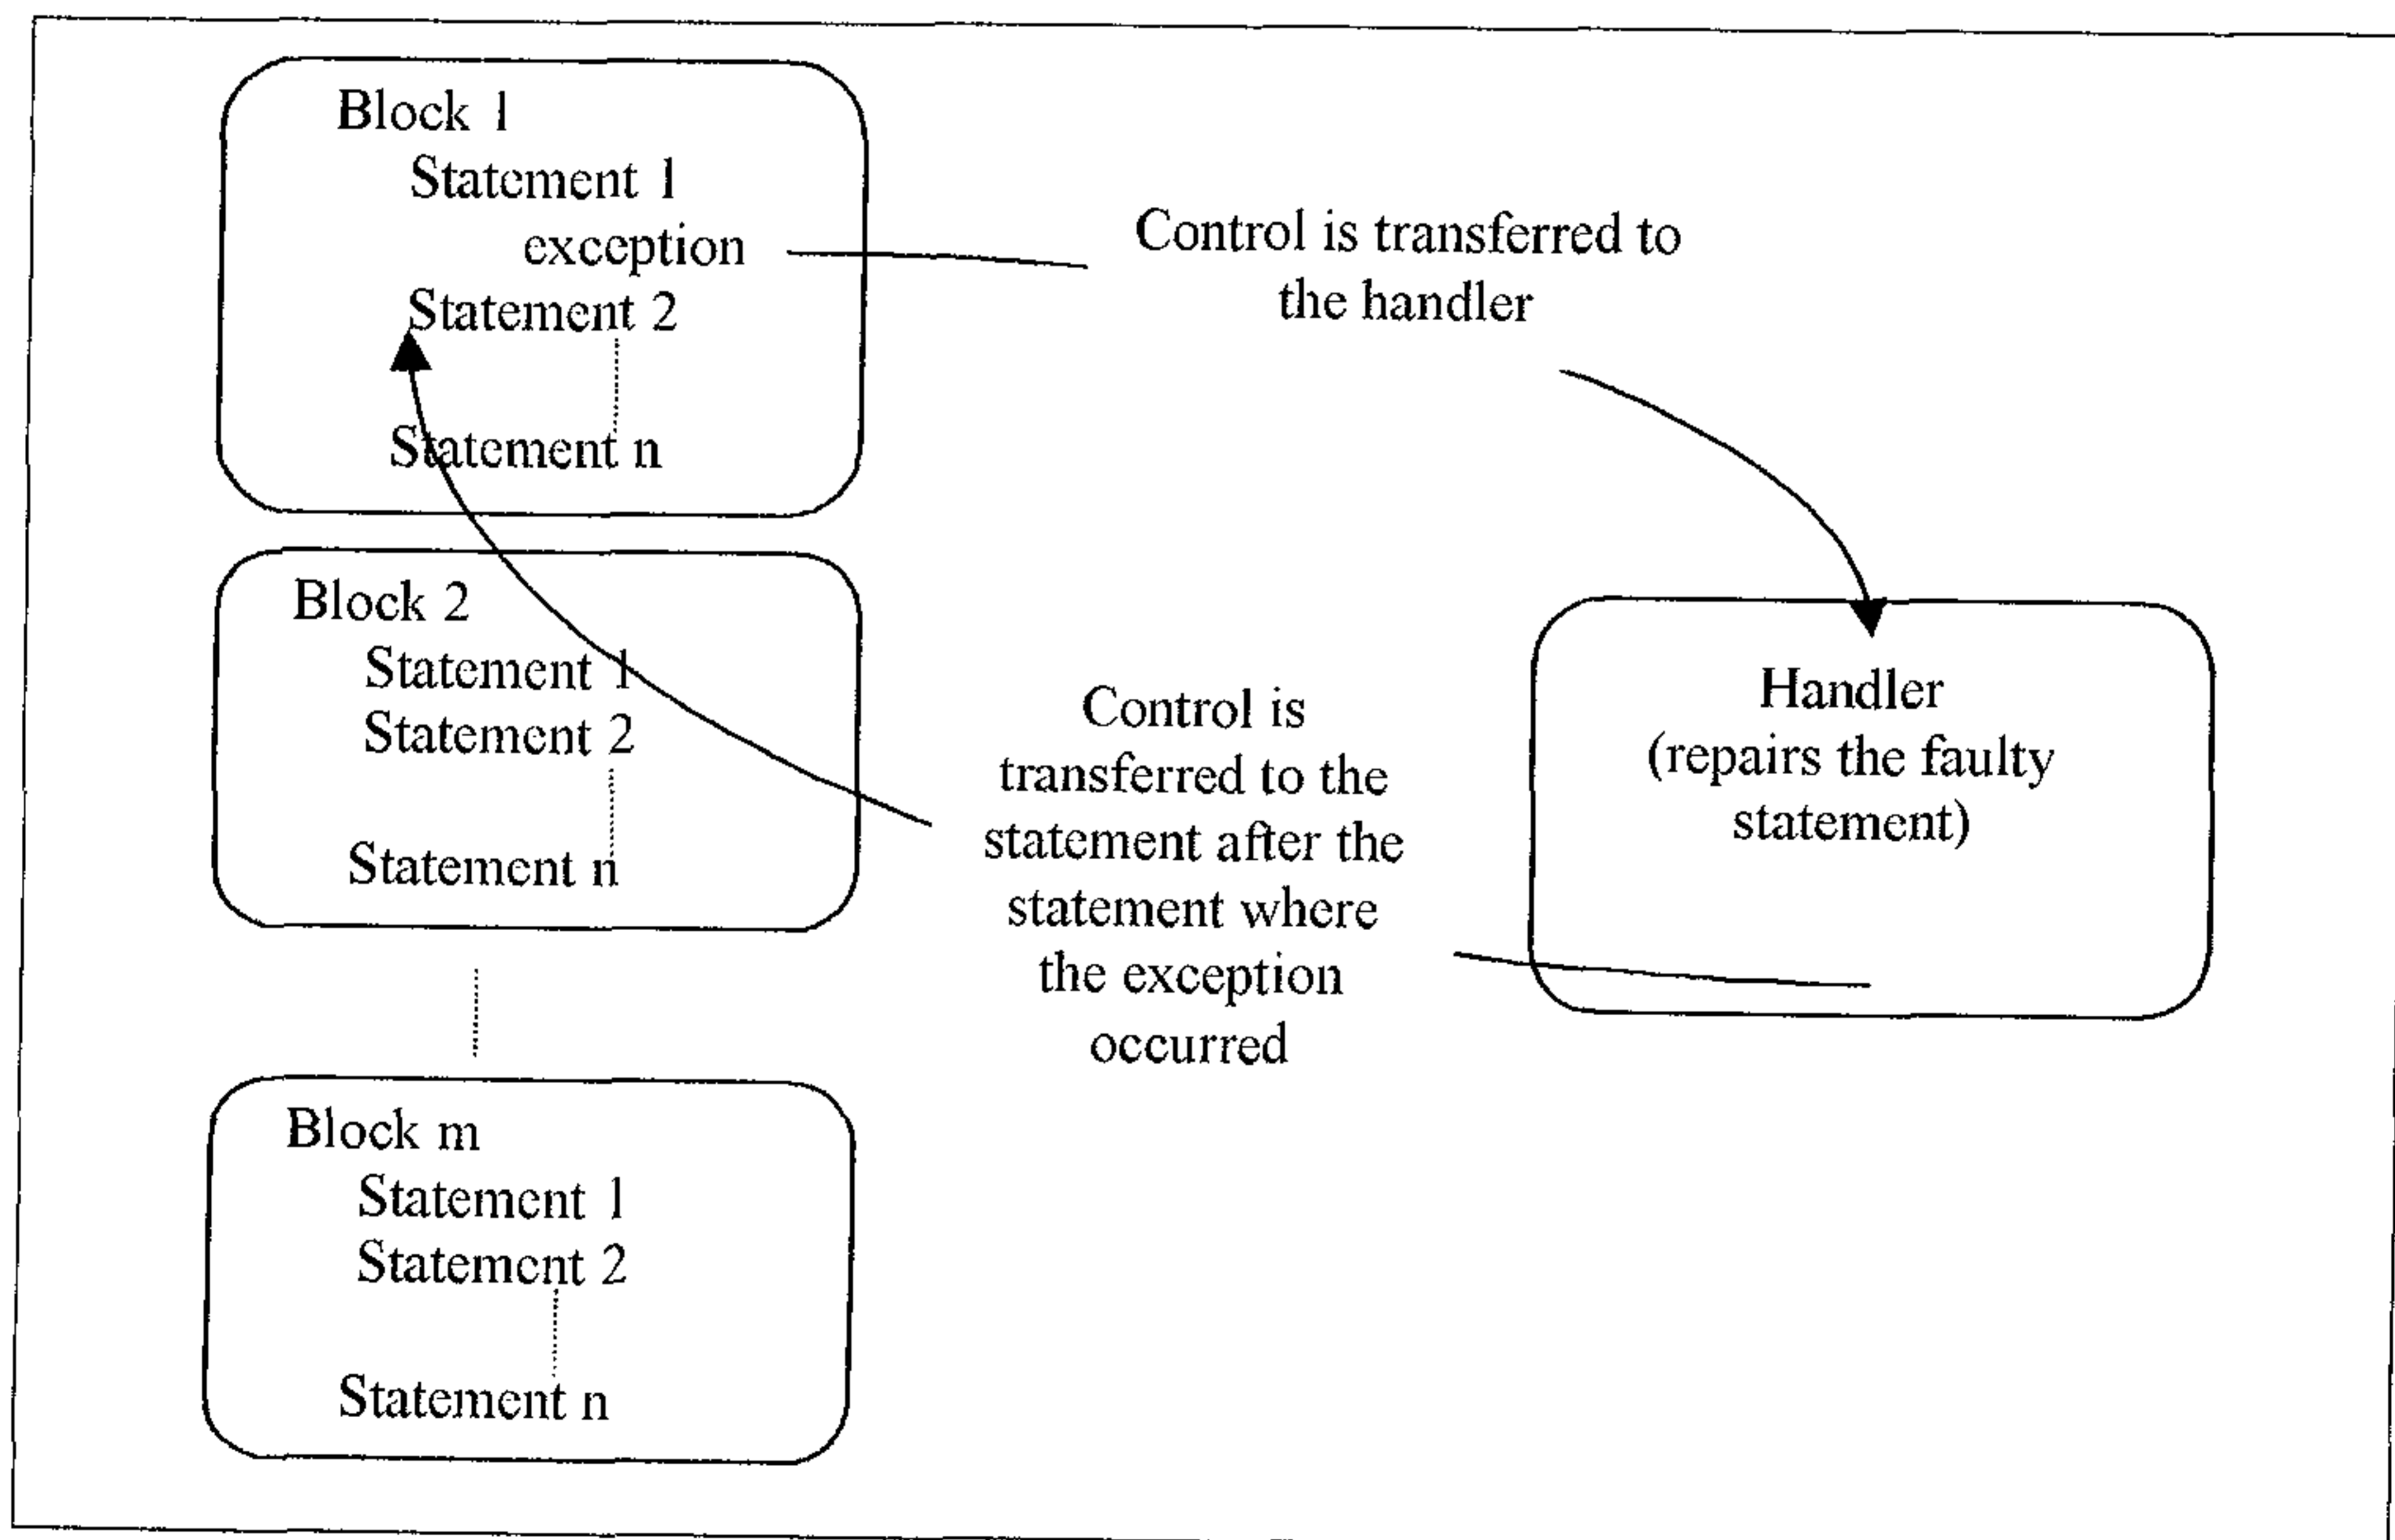 Block 1
Statement 1
exception
Statement 2
Statement n
Control is transferred to
the handler
Block 2
Statement 1
Statement 2
Statement n
Control is
transferred to the
statement after the
statement where
the exception
occurred
Handler
(repairs the faulty
statement)
Block m
Statement 1
Statement 2
Statement n